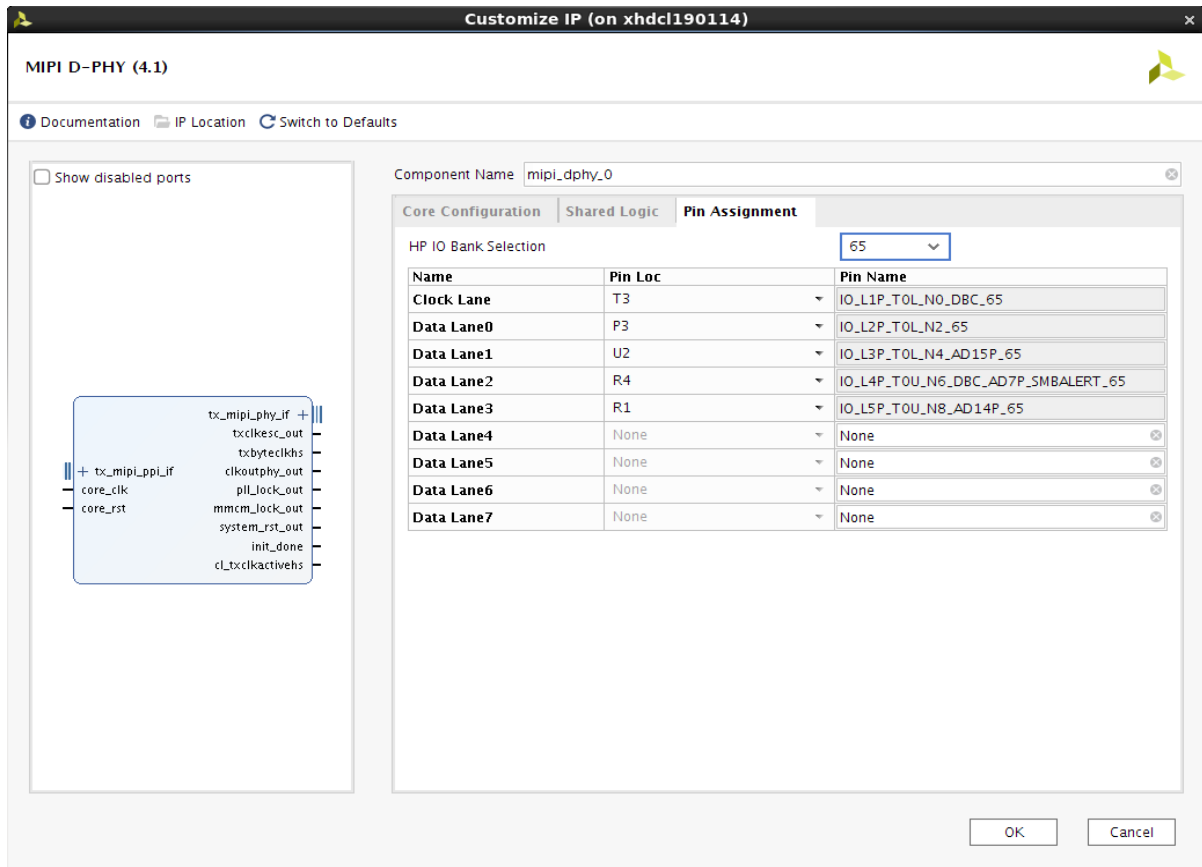 Customize IP (on xhdcl190114)
MIPI D-PHY (4.1)
Documentation IP Location Switch to Defaults
Show disabled ports
tx_mipi_phy_if
txclkesc_out
txbyteclkhs
tx_mipi_ppi_if clkoutphy_out
core_clk pll_lock_out
core_rst mmcm_lock_out
system_rst_out
init_done
cl_txclkactivehs
Component Name mipi_dphy_0
Core Configuration Shared Logic Pin Assignment
HP IO Bank Selection 65
Name Pin Loc Pin Name
Clock Lane T3 IO_L1P_T0L_N0_DBC_65
Data Lane0 P3 IO_L2P_T0L_N2_65
Data Lane1 U2 IO_L3P_T0L_N4_AD15P_65
Data Lane2 R4 IO_L4P_T0U_N6_DBC_AD7P_SMBALERT_65
Data Lane3 R1 IO_L5P_T0U_N8_AD14P_65
Data Lane4 None None
Data Lane5 None None
Data Lane6 None None
Data Lane7 None None
OK Cancel